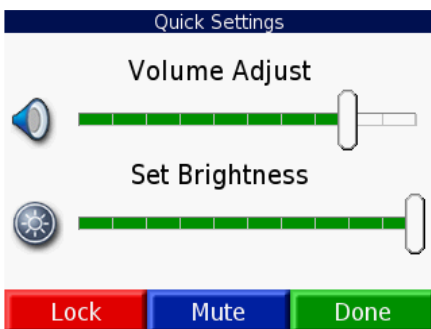 Quick Settings
Volume Adjust
Set Brightness
Lock Mute Done